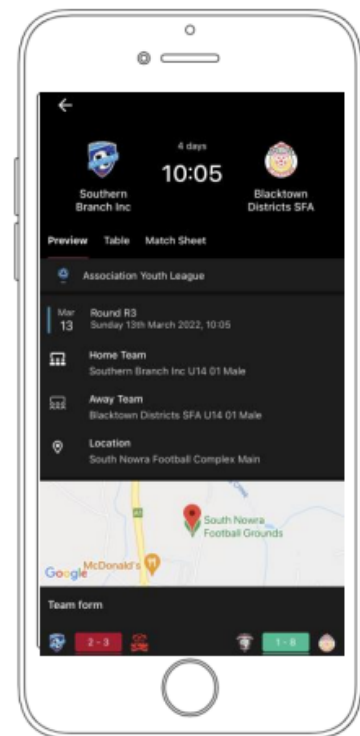 4 days
10:05
Southern
Branch Inc
Blacktown
Districts SFA
Preview Table Match Sheet
Association Youth League
Mar
13
Round R3
Sunday 13th March 2022, 10:05
Home Team
Southern Branch Inc U14 01 Male
Away Team
Blacktown Districts SFA U14 01 Male
Location
South Nowra Football Complex Main
South Nowra
Football Grounds
McDonald's
Google
Team form
2 - 3
1 - 8